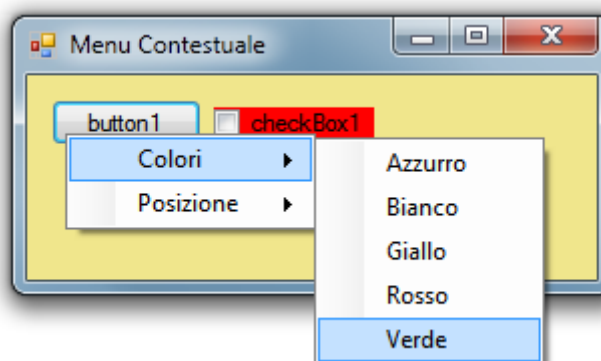 Menu Contestuale
button1
checkBox1
Colori
Posizione
Azzurro
Bianco
Giallo
Rosso
Verde